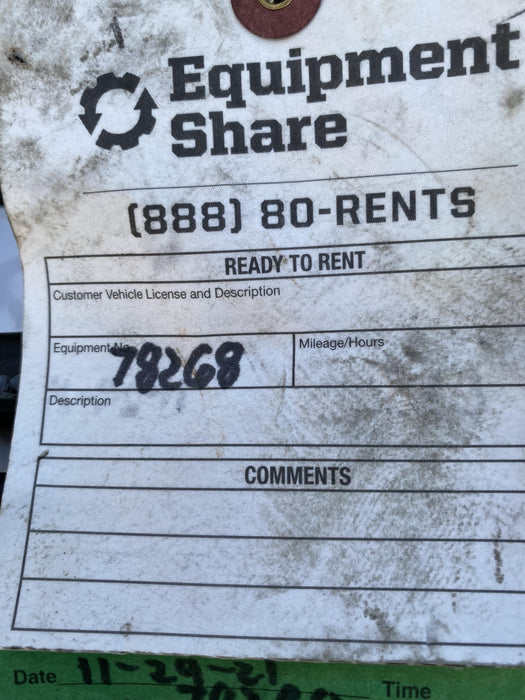 Equipment
Share
(888) 80-RENTS
READY TO RENT
Customer Vehicle License and Description
Equipment No. Mileage/Hours
78268
Description
COMMENTS
Date 11-29-21 Time